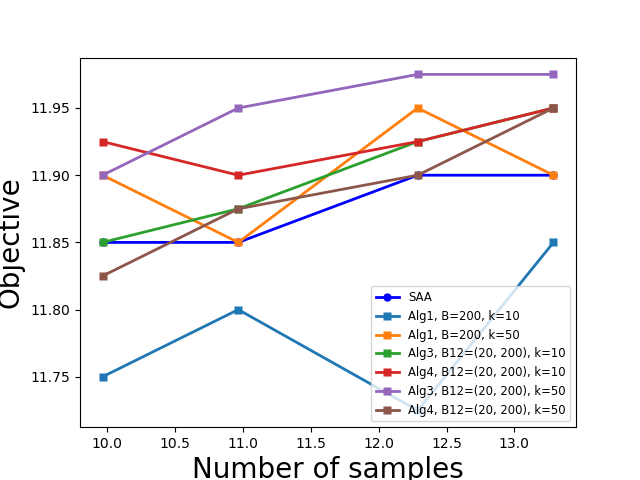 Objective
11.95
11.90
11.85
11.80
11.75
SAA
Alg1, B=200, k=10
Alg1, B=200, k=50
Alg3, B12=(20, 200), k=10
Alg4, B12=(20, 200), k=10
Alg3, B12=(20, 200), k=50
Alg4, B12=(20, 200), k=50
10.0 10.5 11.0 11.5 12.0 12.5 13.0
Number of samples